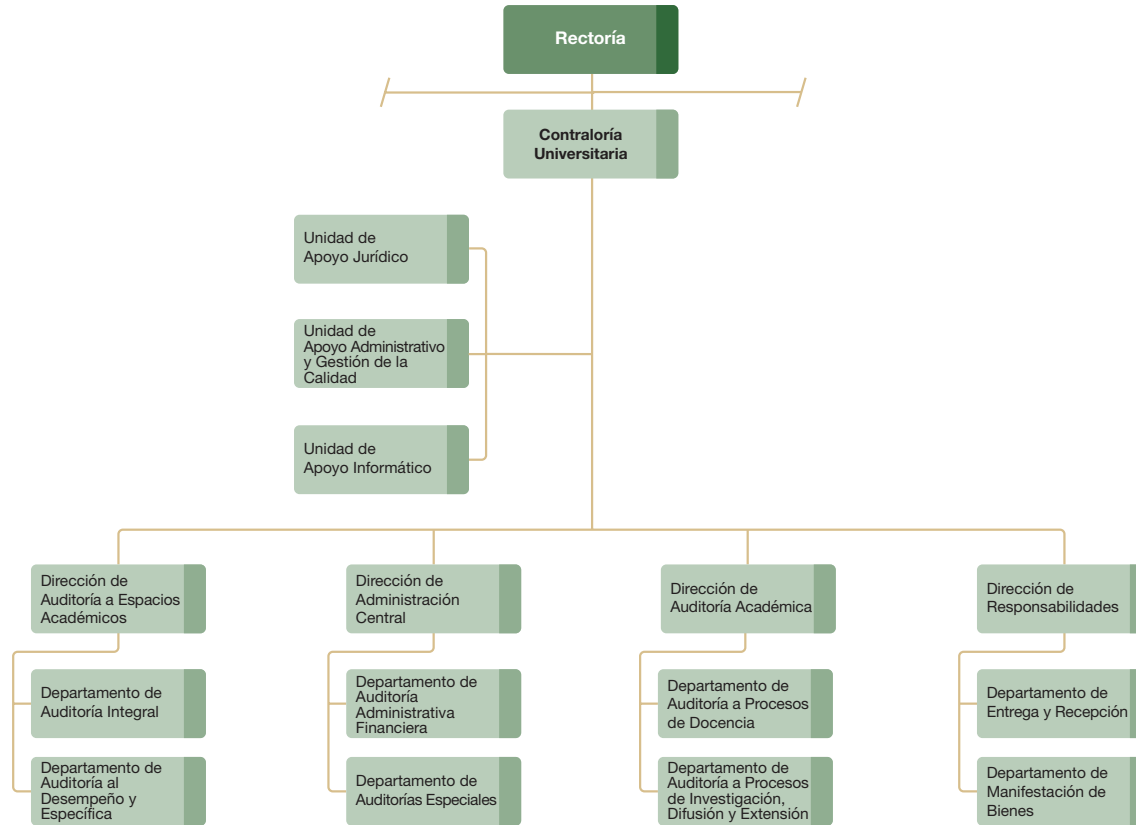 Rectoría
Contraloría
Universitaria
Unidad de
Apoyo Jurídico
Unidad de
Apoyo Administrativo
y Gestión de la
Calidad
Unidad de
Apoyo Informático
Dirección de
Auditoría a Espacios
Académicos
Dirección de
Administración
Central
Dirección de
Auditoría Académica
Dirección de
Responsabilidades
Departamento de
Auditoría Integral
Departamento de
Auditoría
Administrativa
Financiera
Departamento de
Auditoría a Procesos
de Docencia
Departamento de
Entrega y Recepción
Departamento de
Auditoría al
Desempeño y
Específica
Departamento de
Auditorías Especiales
Departamento de
Auditoría a Procesos
de Investigación,
Difusión y Extensión
Departamento de
Manifestación de
Bienes